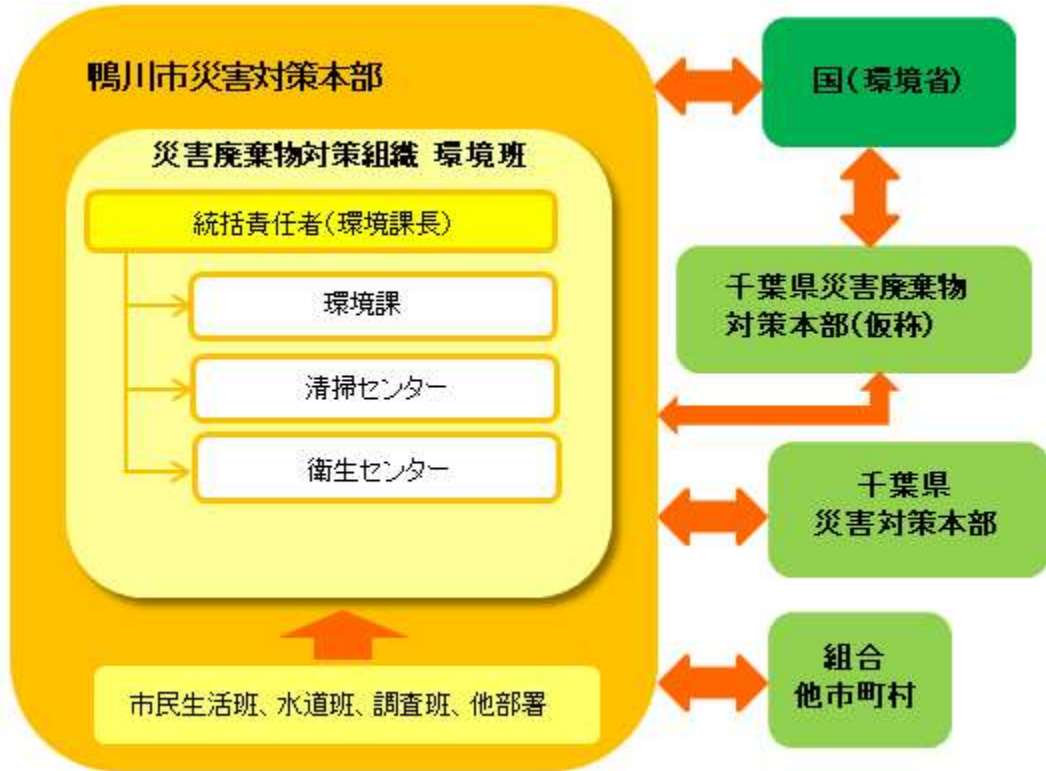 鴨川市災害対策本部
災害廃棄物対策組織 環境班
統括責任者(環境課長)
環境課
清掃センター
衛生センター
市民生活班、水道班、調査班、他部署
国(環境省)
千葉県災害廃棄物
対策本部(仮称)
千葉県
災害対策本部
組合
他市町村